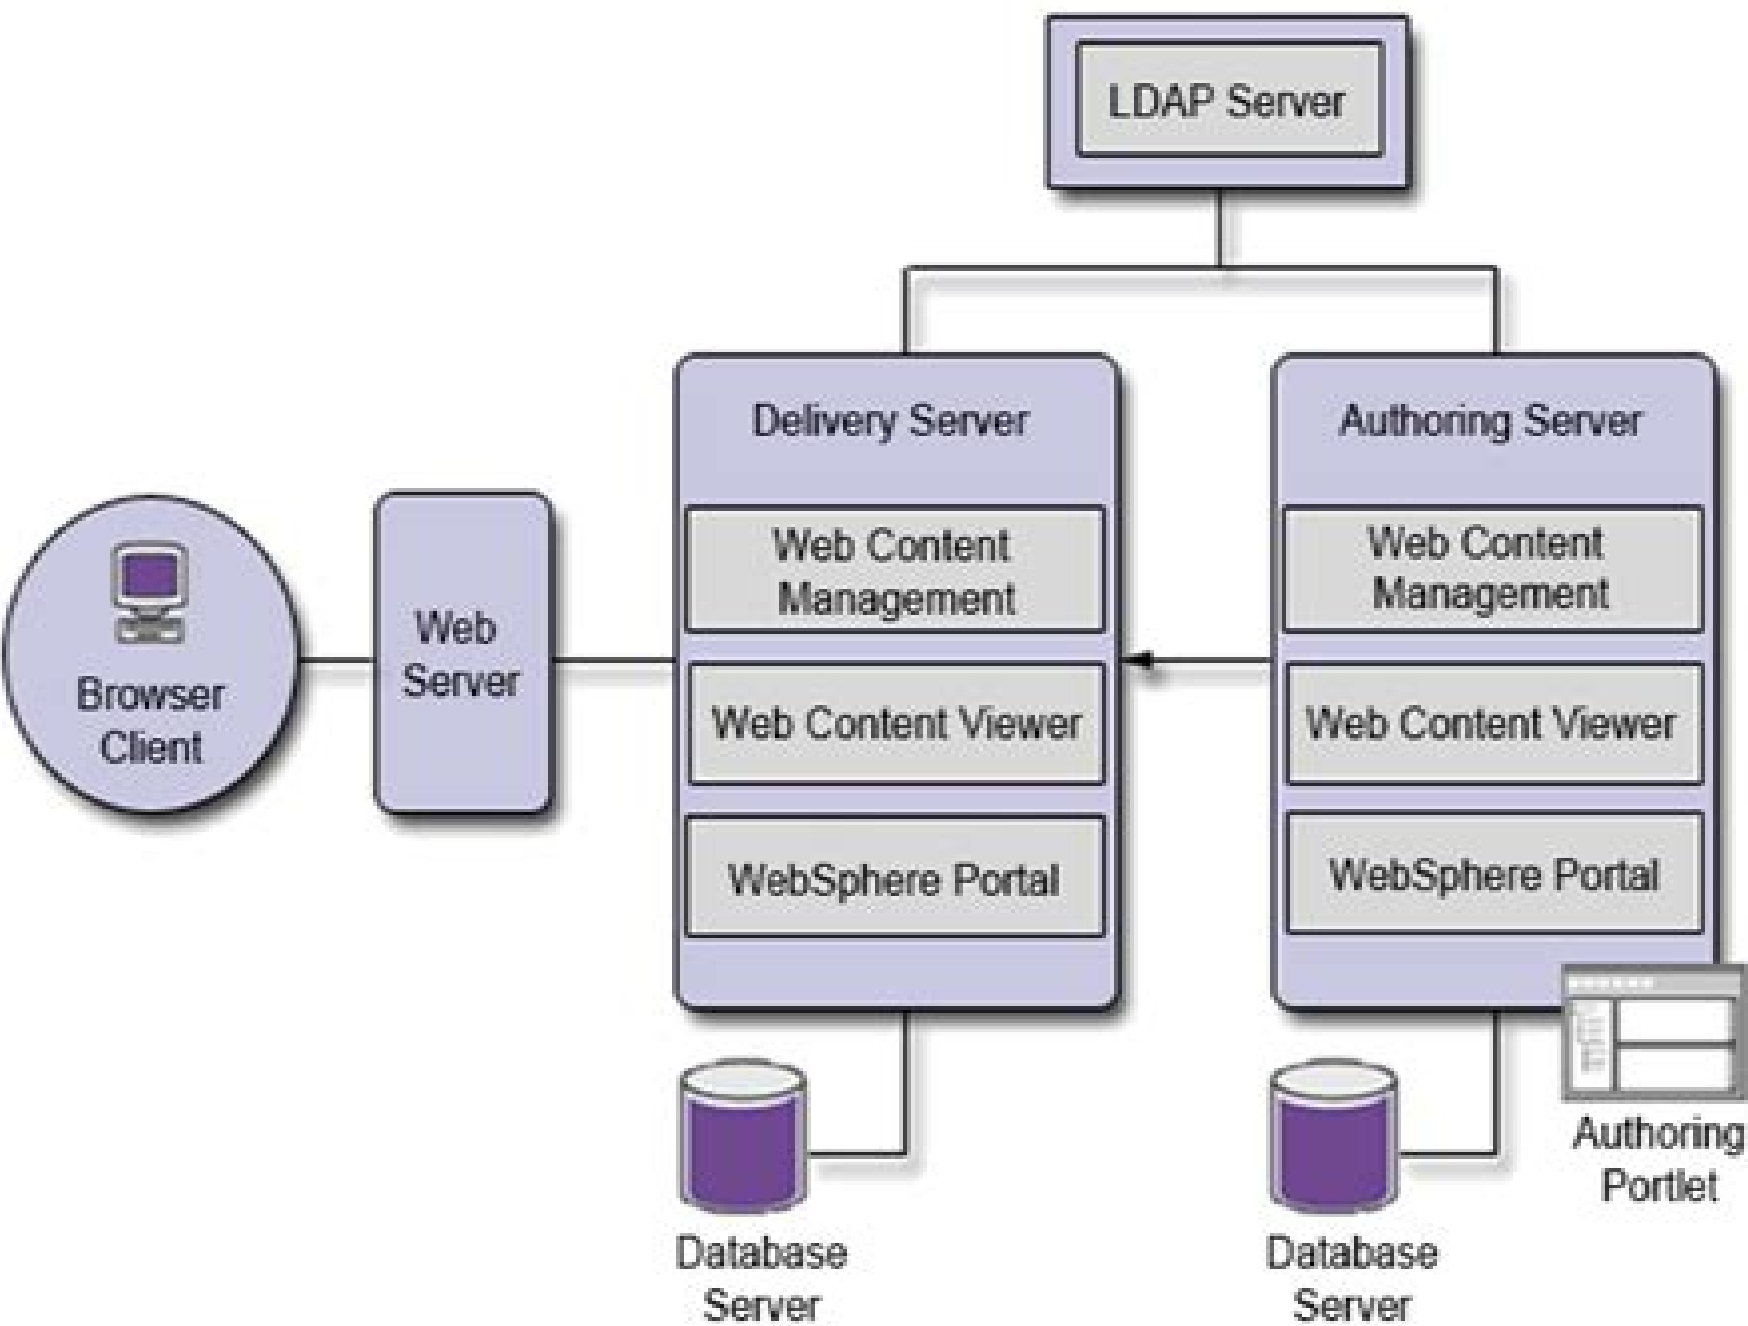 LDAP Server
Delivery Server
Authoring Server
Web Content
Management
Web Content
Management
Browser
Client
Web
Server
Web Content Viewer
Web Content Viewer
WebSphere Portal
WebSphere Portal
Authoring
Portlet
Database
Server
Database
Server